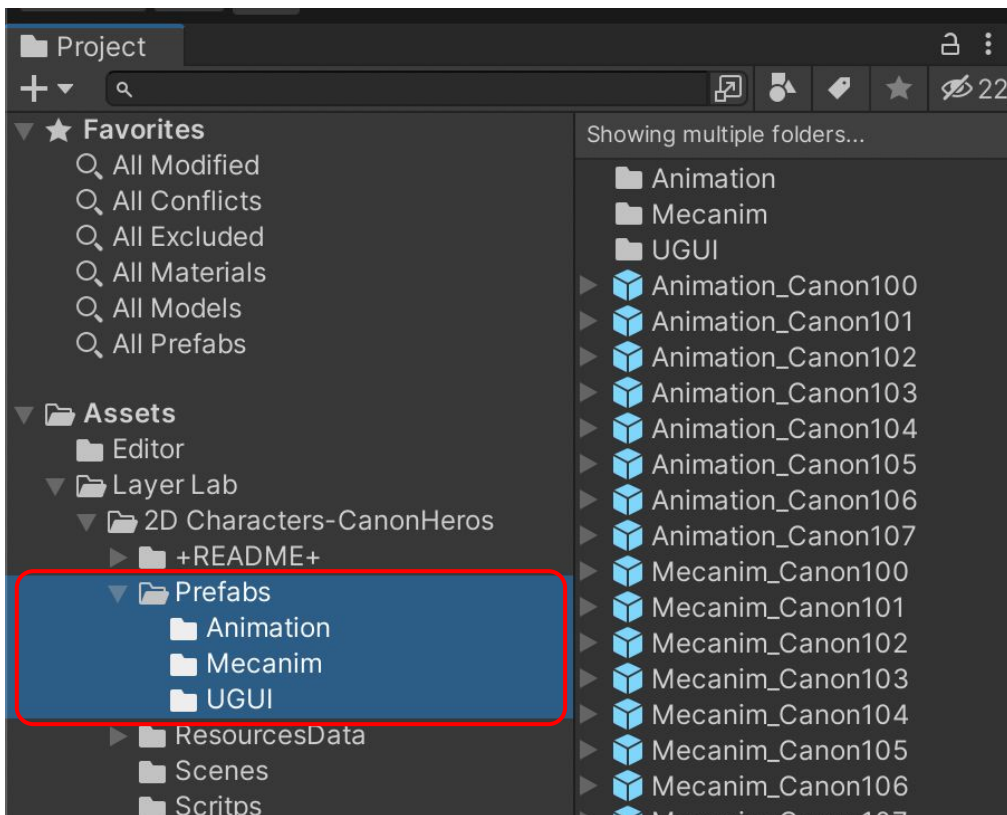 Project
22
Favorites
All Modified
All Conflicts
All Excluded
All Materials
All Models
All Prefabs
Assets
Editor
Layer Lab
2D Characters-CanonHeros
+README+
Prefabs
Animation
Mecanim
UGUI
ResourcesData
Scenes
Scritps
Showing multiple folders...
Animation
Mecanim
UGUI
Animation_Canon100
Animation_Canon101
Animation_Canon102
Animation_Canon103
Animation_Canon104
Animation_Canon105
Animation_Canon106
Animation_Canon107
Mecanim_Canon100
Mecanim_Canon101
Mecanim_Canon102
Mecanim_Canon103
Mecanim_Canon104
Mecanim_Canon105
Mecanim_Canon106